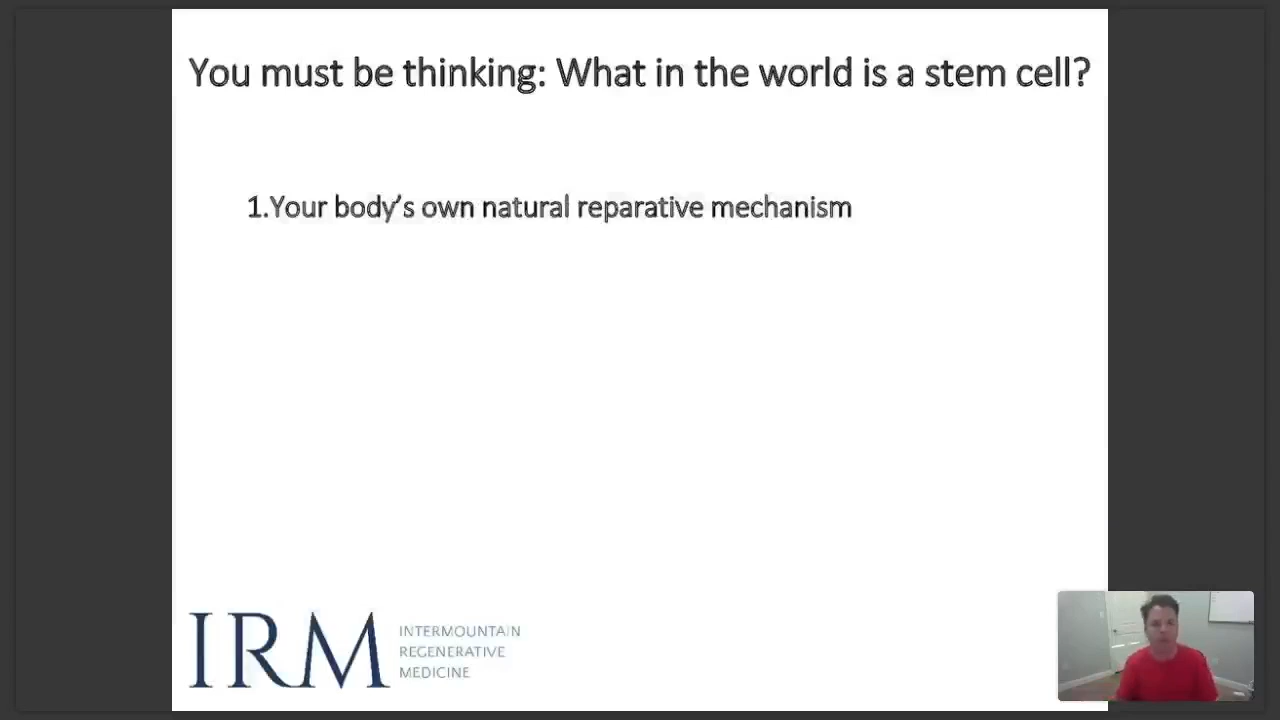 You must be thinking: What in the world is a stem cell?
1.Your body's own natural reparative mechanism
IRM
INTERMOUNTAIN
REGENERATIVE
MEDICINE